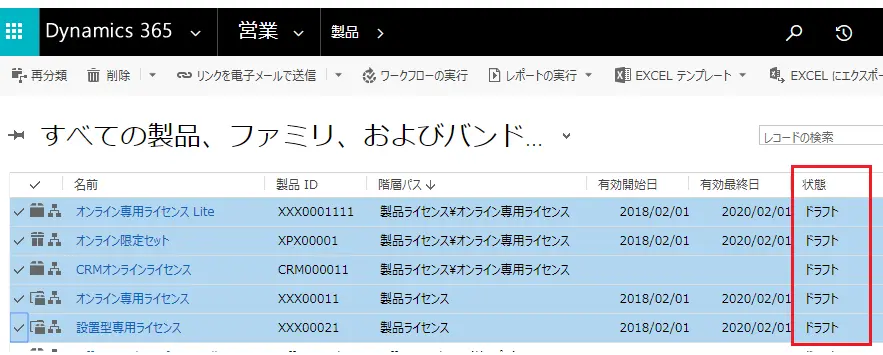 Dynamics 365 営業 製品
再分類 削除 リンクを電子メールで送信 ワークフローの実行 レポートの実行 EXCEL テンプレート EXCEL にエクスポー
すべての製品、ファミリ、およびバンド...
レコードの検索
名前 製品 ID 階層パス 有効開始日 有効最終日 状態
オンライン専用ライセンス Lite XXX0001111 製品ライセンス¥オンライン専用ライセンス 2018/02/01 2020/02/01 ドラフト
オンライン限定セット XPX00001 製品ライセンス¥オンライン専用ライセンス 2018/02/01 2020/02/01 ドラフト
CRMオンラインライセンス CRM000011 製品ライセンス¥オンライン専用ライセンス ドラフト
オンライン専用ライセンス XXX00011 製品ライセンス 2018/02/01 2020/02/01 ドラフト
設置型専用ライセンス XXX00021 製品ライセンス 2018/02/01 2020/02/01 ドラフト